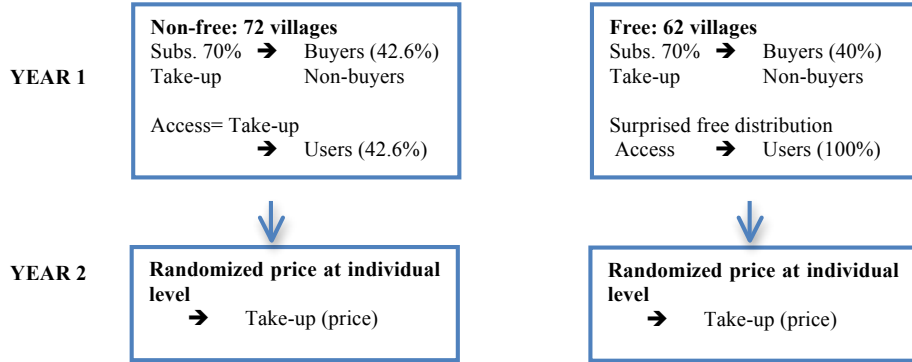 YEAR 1
Non-free: 72 villages
Subs. 70% ➔ Buyers (42.6%)
Take-up Non-buyers
Access= Take-up
➔ Users (42.6%)
Free: 62 villages
Subs. 70% ➔ Buyers (40%)
Take-up Non-buyers
Surprised free distribution
Access ➔ Users (100%)
YEAR 2
Randomized price at individual
level
➔ Take-up (price)
Randomized price at individual
level
➔ Take-up (price)